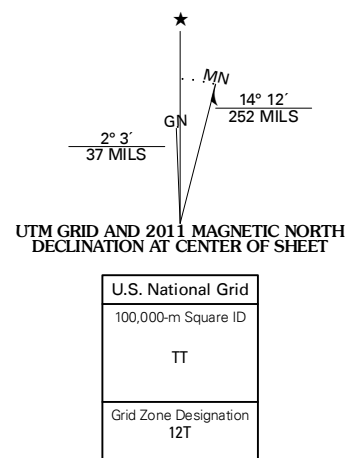 MN
GN
14° 12´
252 MILS
2° 3´
37 MILS
UTM GRID AND 2011 MAGNETIC NORTH
DECLINATION AT CENTER OF SHEET
U.S. National Grid
100,000-m Square ID
TT
Grid Zone Designation
12T